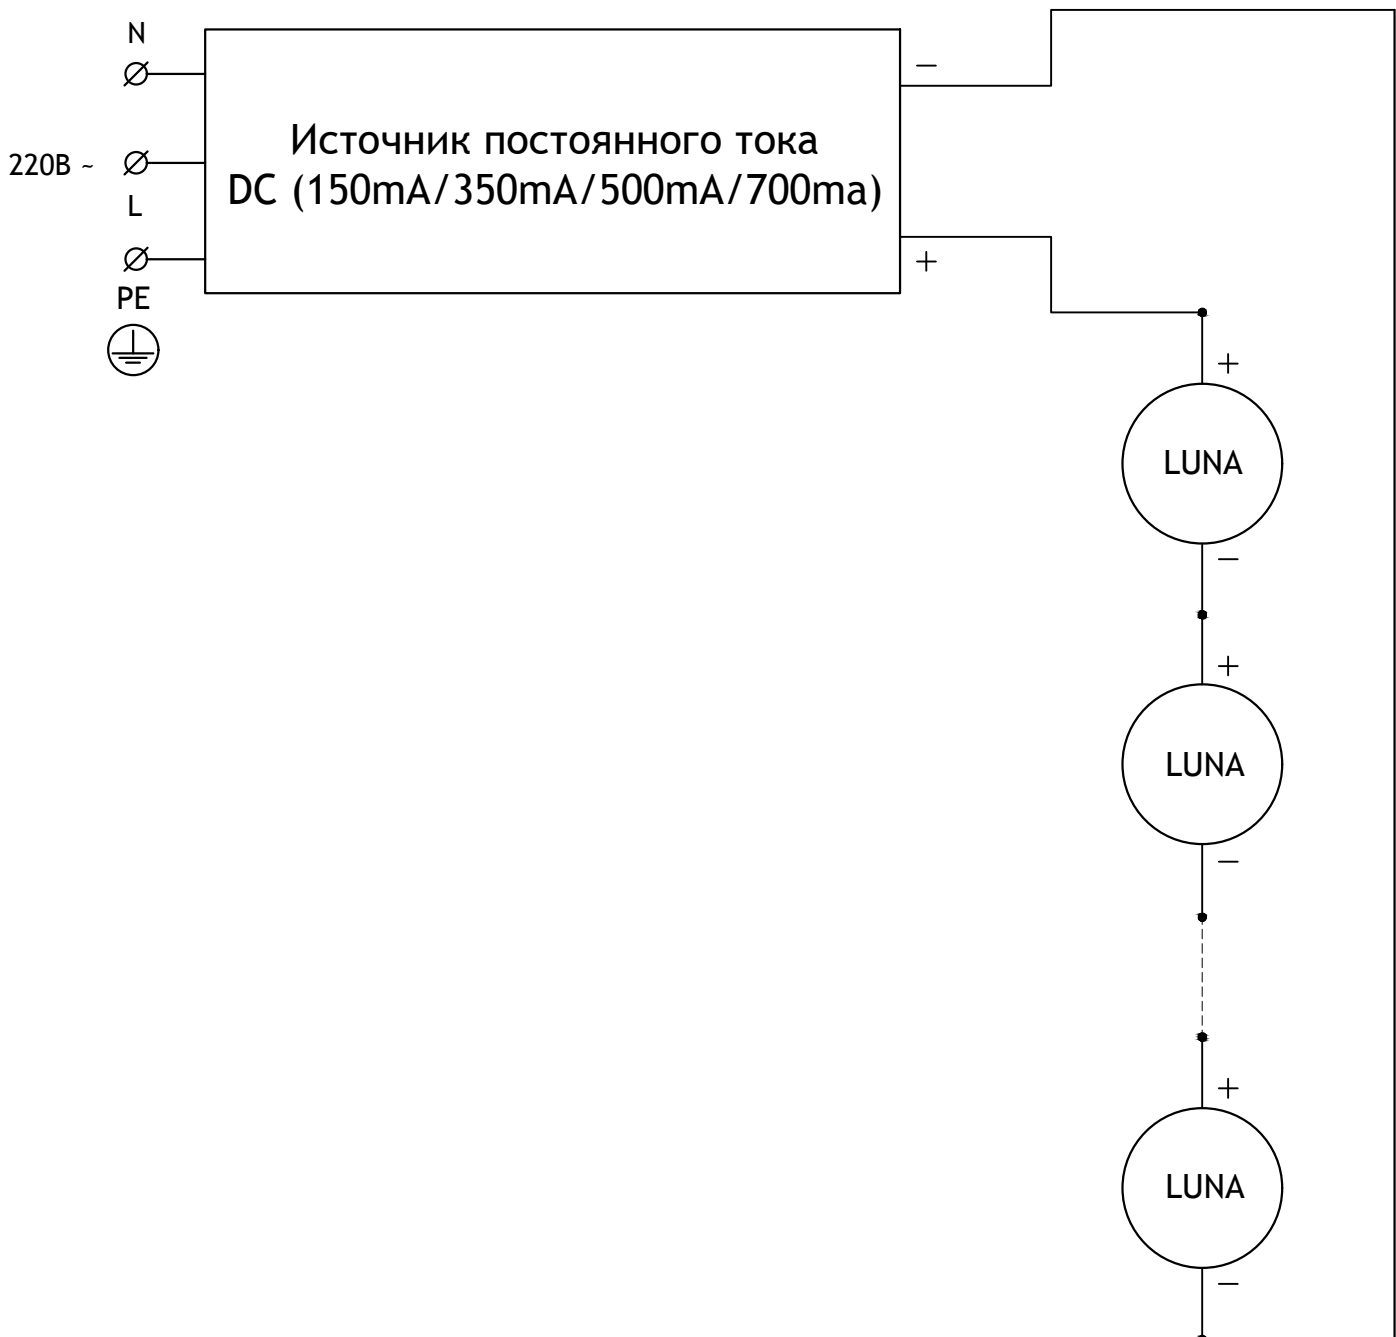 N
220В ~
L
PE
Источник постоянного тока
DC (150mA/350mA/500mA/700ma)
−
+
+
LUNA
−
+
LUNA
−
+
LUNA
−